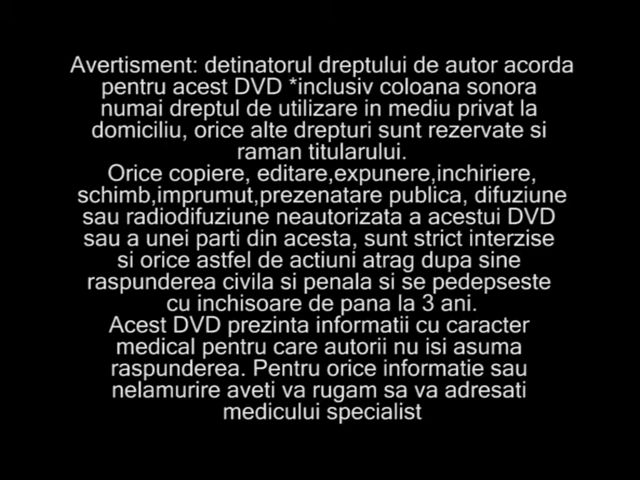 Avertisment: detinatorul dreptului de autor acorda
pentru acest DVD *inclusiv coloana sonora
numai dreptul de utilizare in mediu privat la
domiciliu, orice alte drepturi sunt rezervate si
raman titularului.
Orice copiere, editare,expunere,inchiriere,
schimb,imprumut,prezenatare publica, difuziune
sau radiodifuziune neautorizata a acestui DVD
sau a unei parti din acesta, sunt strict interzise
si orice astfel de actiuni atrag dupa sine
raspunderea civila si penala si se pedepseste
cu inchisoare de pana la 3 ani.
Acest DVD prezinta informatii cu caracter
medical pentru care autorii nu isi asuma
raspunderea. Pentru orice informatie sau
nelamurire aveti va rugam sa va adresati
medicului specialist